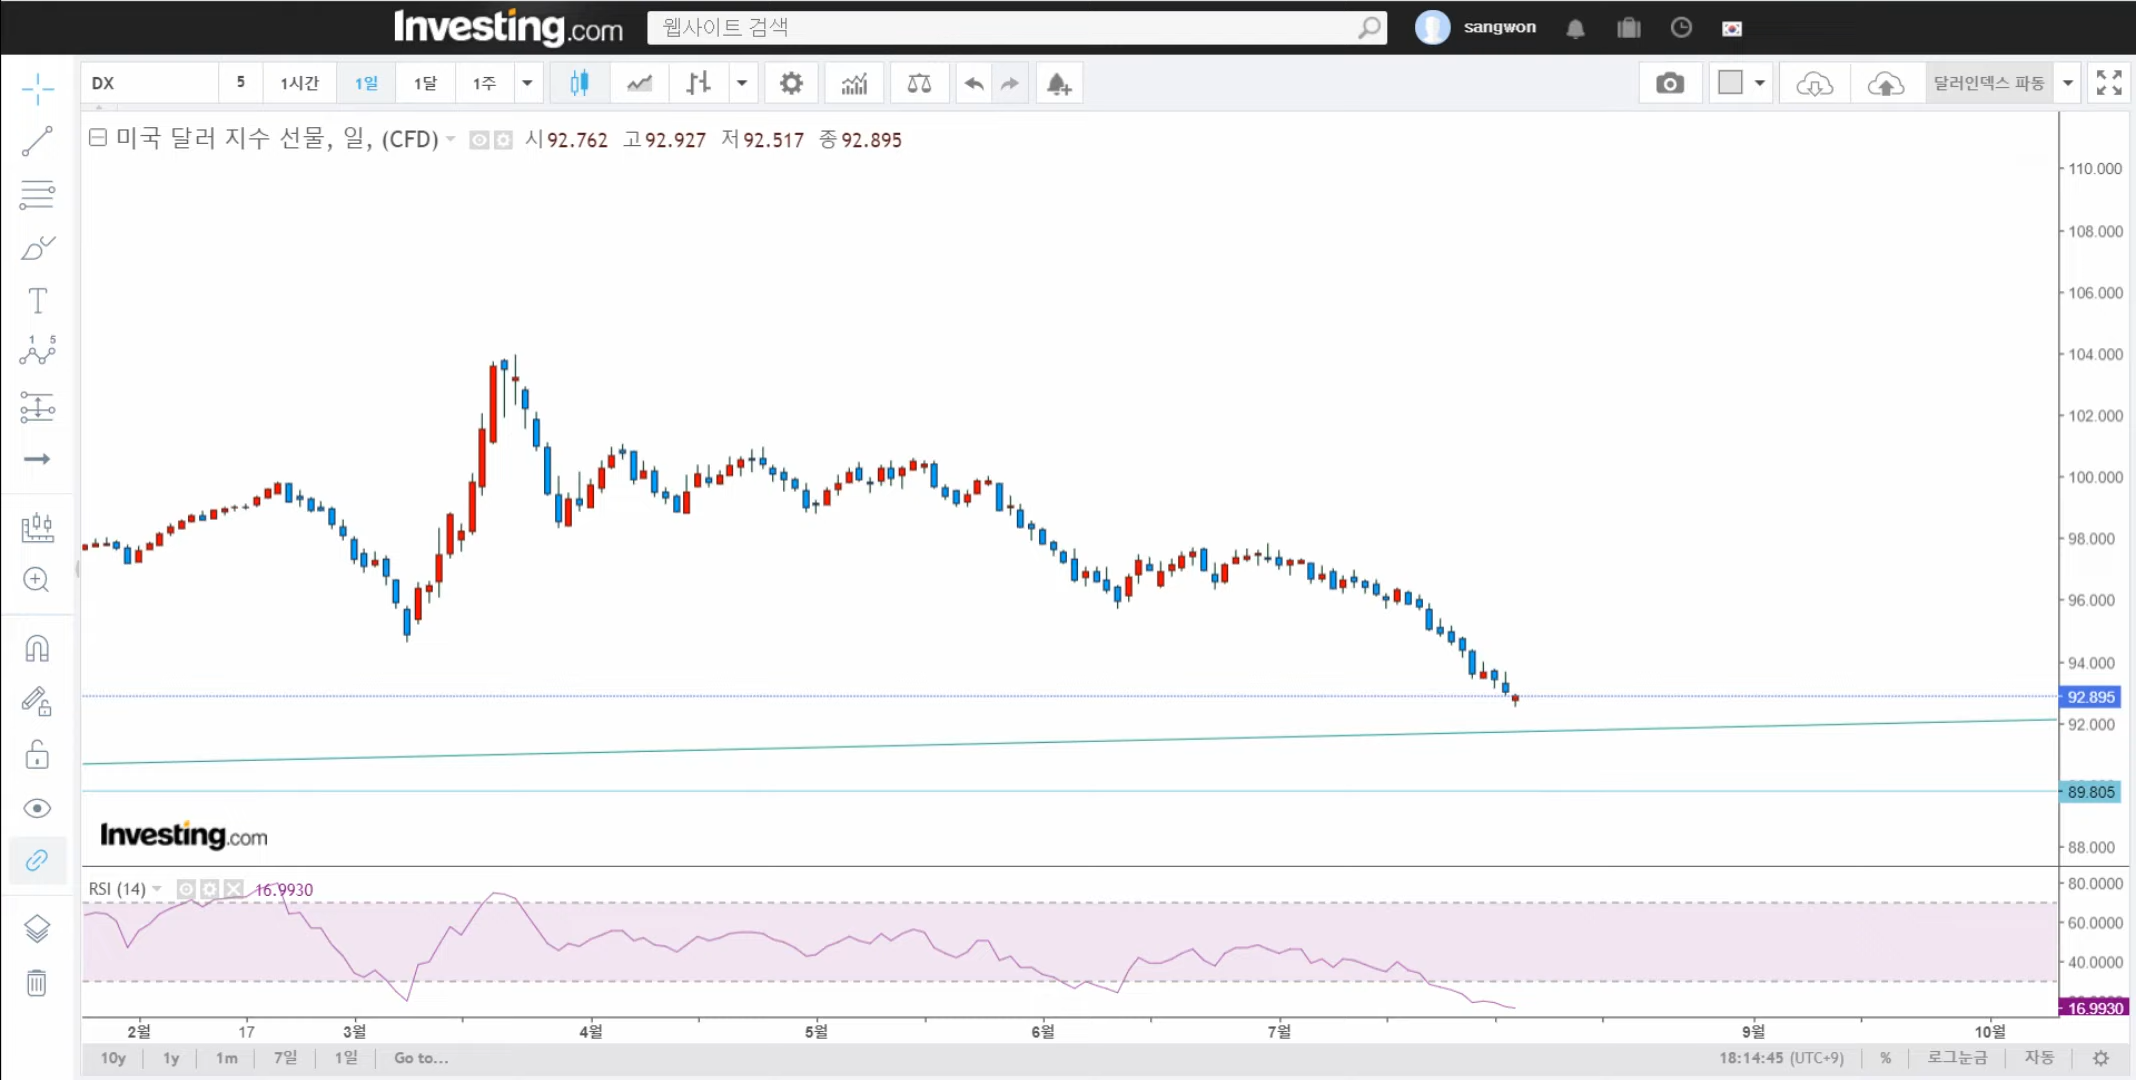 Investing.com 웹사이트 검색 sangwon
DX 5 1시간 1일 1달 1주 달러인덱스 파동
미국 달러 지수 선물, 일, (CFD) 시92.762 고92.927 저92.517 종92.895
T
1 5
110.000
108.000
106.000
104.000
102.000
100.000
98.000
96.000
94.000
92.895
92.000
89.805
88.000
Investing.com
RSI (14) 16.9930
80.0000
60.0000
40.0000
16.9930
2월 17 3월 4월 5월 6월 7월 9월 10월
10y 1y 1m 7일 1일 Go to... 18:14:45 (UTC+9) % 로그눈금 자동